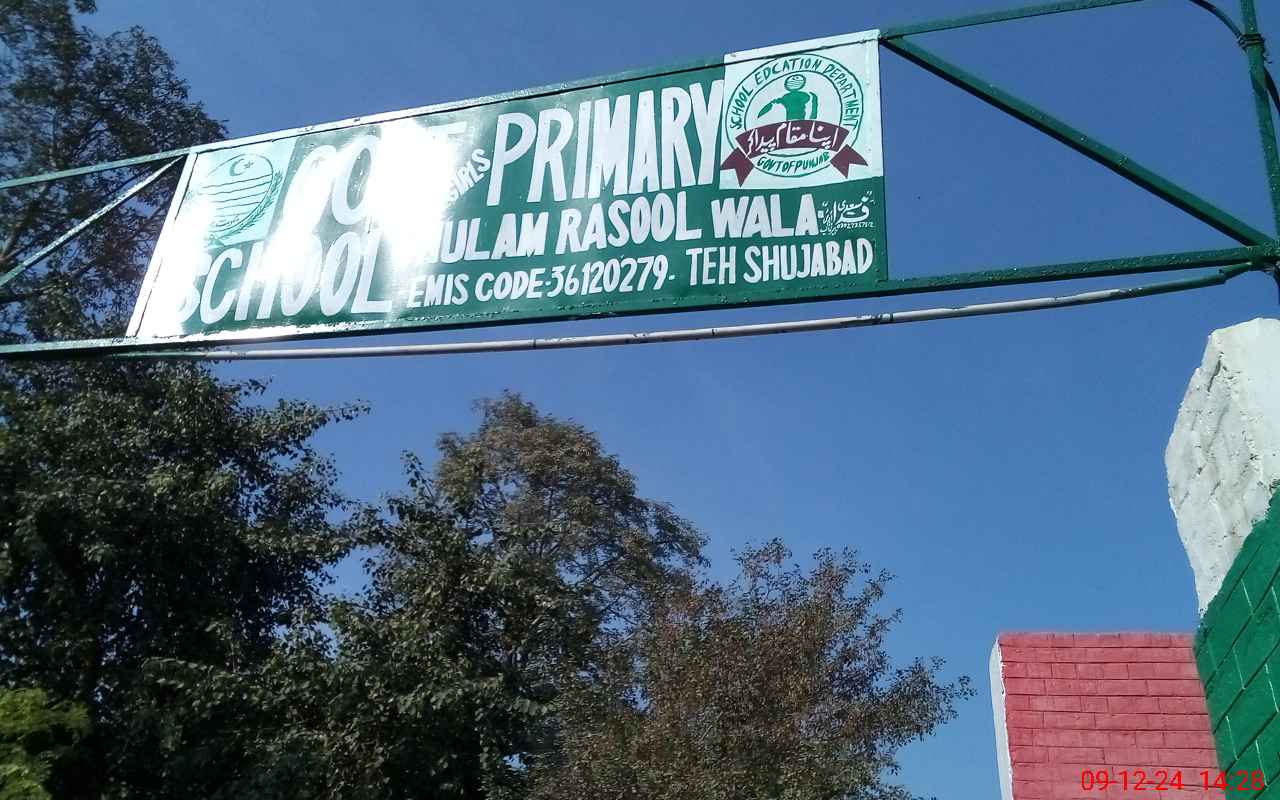 GOVT GIRLS PRIMARY
SCHOOL GHULAM RASOOL WALA
EMIS CODE-36120279- TEH SHUJABAD
SCHOOL EDCATION DEPARTMENT
اپنا مقام پیدا کر
GOVT OF PUNJAB
09-12-24 14:28